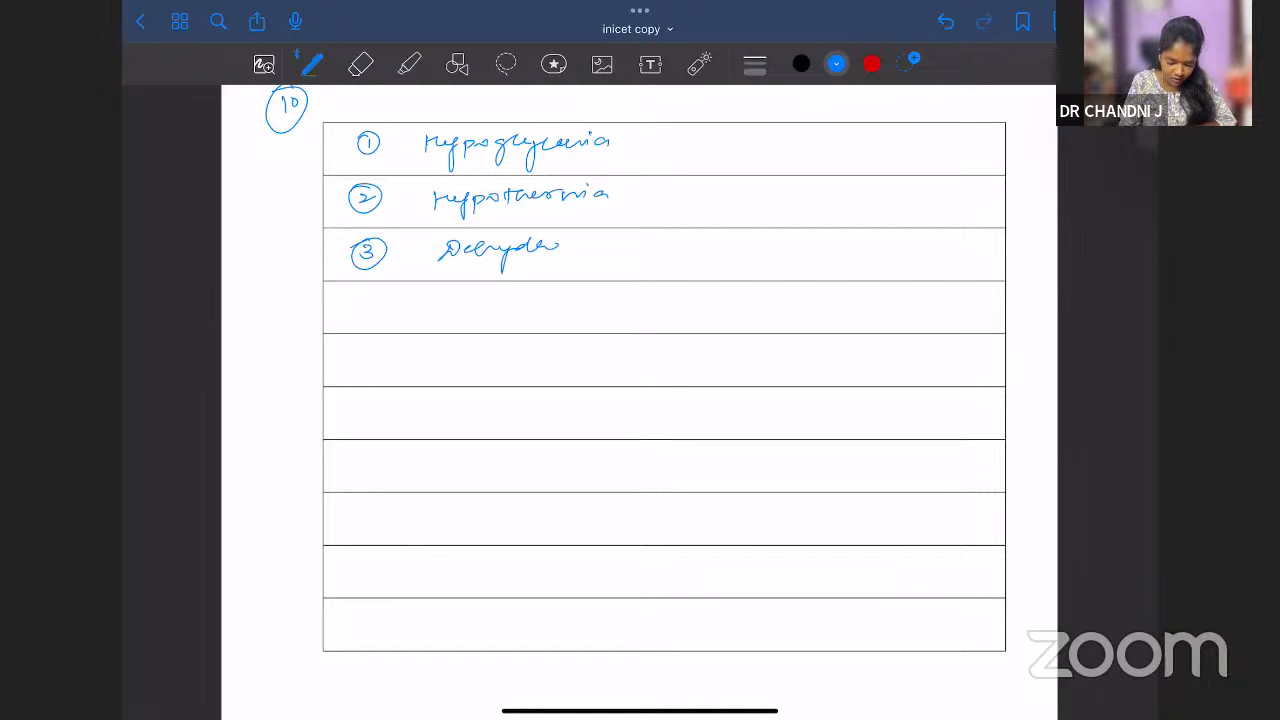 inicet copy
DR CHANDNI J
10
1 Hypoglycemia
2 Hypothermia
3 Dehydra
T
zoom